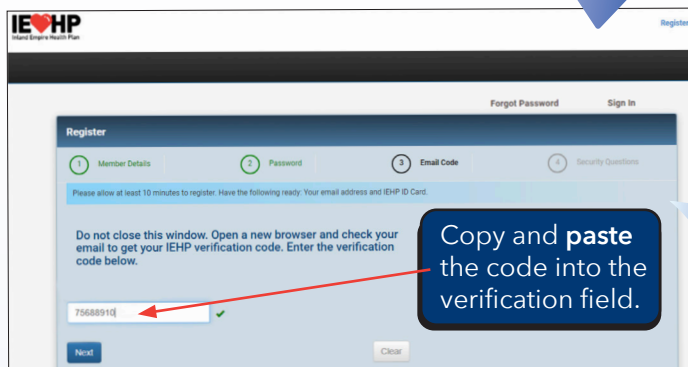 IEHP
Inland Empire Health Plan
Register
Forgot Password Sign In
Register
1 Member Details 2 Password 3 Email Code 4 Security Questions
Please allow at least 10 minutes to register. Have the following ready: Your email address and IEHP ID Card.
Do not close this window. Open a new browser and check your
email to get your IEHP verification code. Enter the verification
code below.
Copy and paste
the code into the
verification field.
75688910
Next Clear